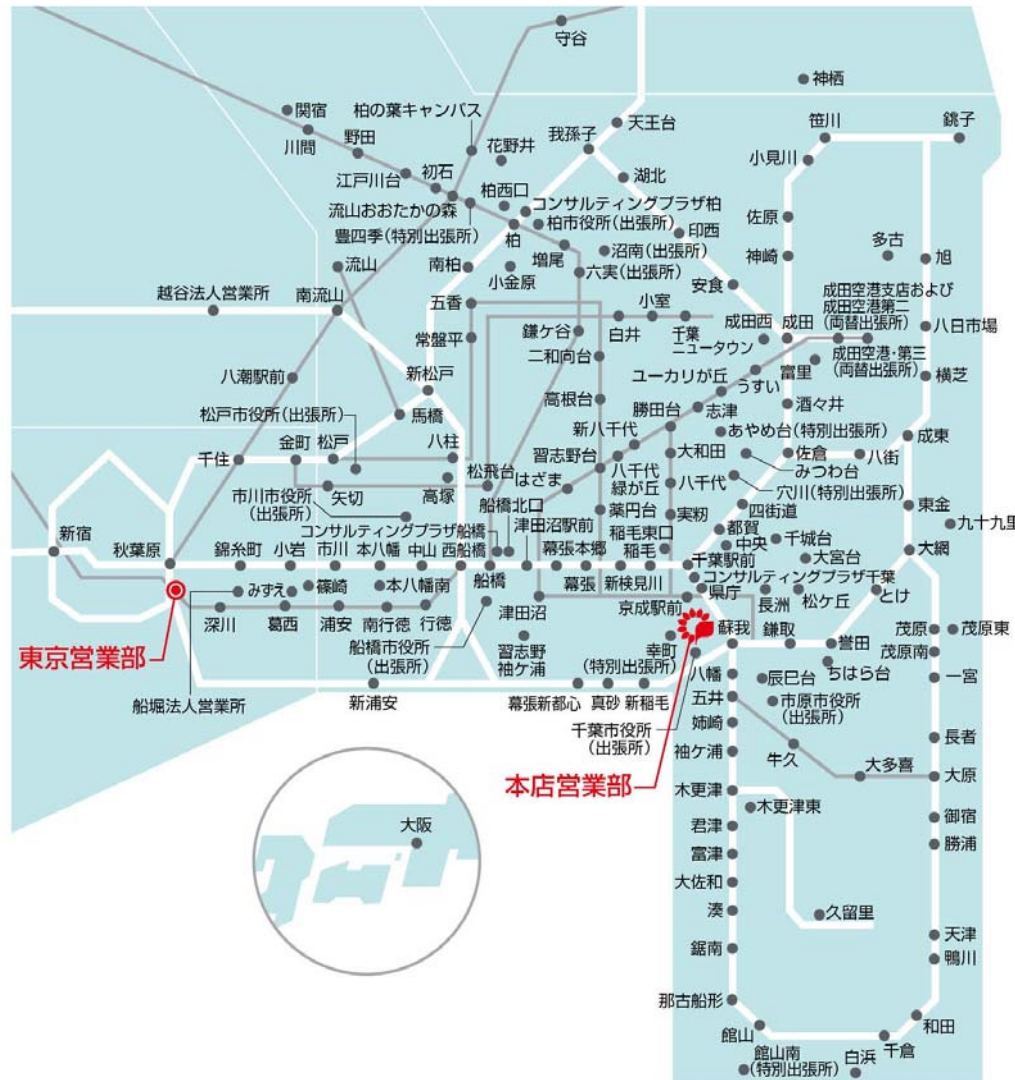 守谷
神栖
関宿
柏の葉キャンパス
天王台
笹川
銚子
川間
野田
花野井
我孫子
小見川
江戸川台
初石
柏西口
湖北
コンサルティングプラザ柏
流山おおたかの森
柏市役所(出張所)
佐原
豊四季(特別出張所)
柏
印西
増尾
沼南(出張所)
多古
流山
南柏
小金原
六実(出張所)
神崎
旭
越谷法人営業所
南流山
五香
安食
成田空港支店および
成田空港第二
(両替出張所)
小室
白井
千葉
ニュータウン
成田西
成田
八日市場
常盤平
鎌ケ谷
二和向台
成田空港・第三
(両替出張所)
八潮駅前
新松戸
ユーカリが丘
うすい
富里
横芝
松戸市役所(出張所)
馬橋
高根台
勝田台
志津
酒々井
新八千代
あやめ台(特別出張所)
成東
金町
松戸
八柱
千住
習志野台
大和田
佐倉
八街
みつわ台
松飛台
はざま
八千代
緑が丘
八千代
穴川(特別出張所)
市川市役所
(出張所)
矢切
高塚
船橋北口
薬円台
実籾
四街道
東金
コンサルティングプラザ船橋
津田沼駅前
稲毛東口
都賀
九十九里
新宿
秋葉原
錦糸町
小岩
市川
本八幡
中山
西船橋
幕張本郷
稲毛
中央
千城台
千葉駅前
大宮台
大網
船橋
幕張
新検見川
コンサルティングプラザ千葉
みずえ
篠崎
本八幡南
県庁
長洲
松ケ丘
とけ
深川
葛西
浦安
南行徳
行徳
津田沼
京成駅前
蘇我
鎌取
誉田
茂原
茂原東
東京営業部
船橋市役所
(出張所)
習志野
袖ケ浦
幸町
(特別出張所)
茂原南
ちはら台
八幡
辰巳台
一宮
船堀法人営業所
新浦安
幕張新都心
真砂
新稲毛
五井
市原市役所
(出張所)
千葉市役所
(出張所)
姉崎
長者
本店営業部
袖ケ浦
牛久
大多喜
大原
木更津
木更津東
御宿
大阪
君津
勝浦
富津
大佐和
湊
久留里
天津
鋸南
鴨川
那古船形
和田
館山
千倉
館山南
(特別出張所)
白浜